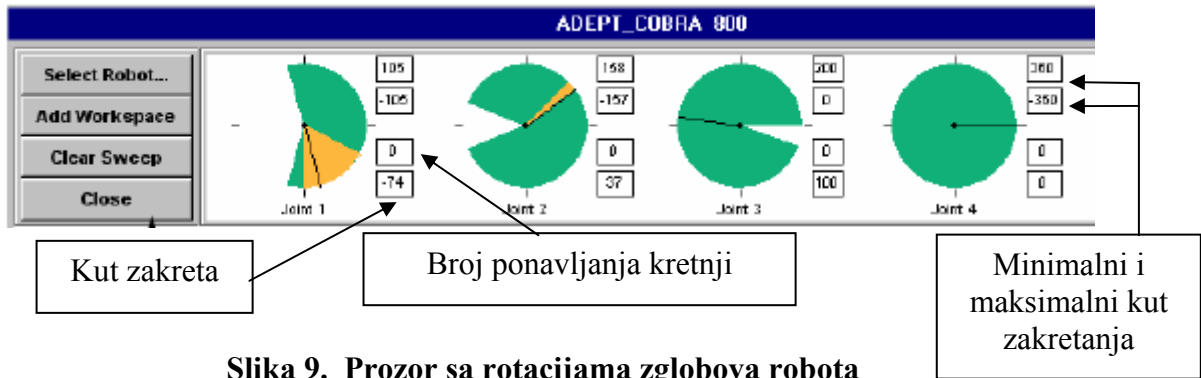 ADEPT_COBRA 800
Select Robot...
Add Workspace
Clear Sweep
Close
105
-105
0
-74
Joint 1
158
-157
0
37
Joint 2
200
0
0
100
Joint 3
360
-360
0
0
Joint 4
Kut zakreta
Broj ponavljanja kretnji
Minimalni i
maksimalni kut
zakretanja
Slika 9. Prozor sa rotacijama zglobova robota